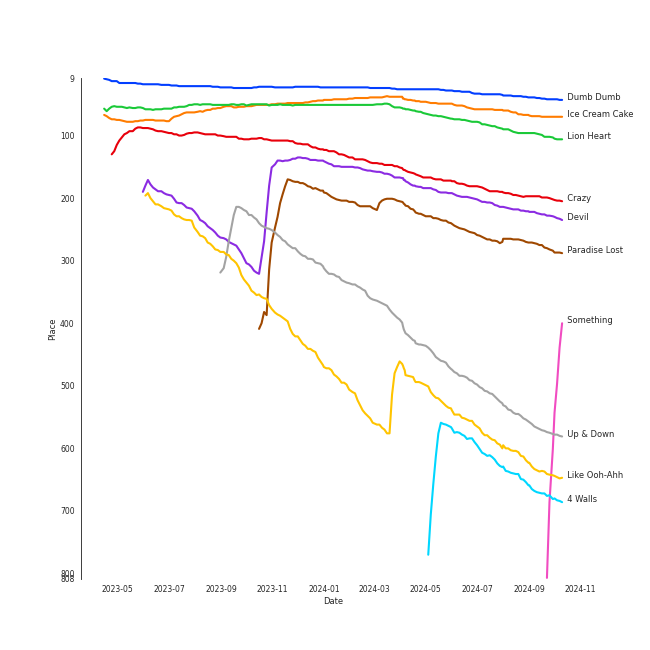 9
Dumb Dumb
Ice Cream Cake
100
Lion Heart
200
Crazy
Devil
Paradise Lost
300
Place
400
Something
500
Up & Down
600
Like Ooh-Ahh
4 Walls
700
800
808
2023-05 2023-07 2023-09 2023-11 2024-01 2024-03 2024-05 2024-07 2024-09 2024-11
Date